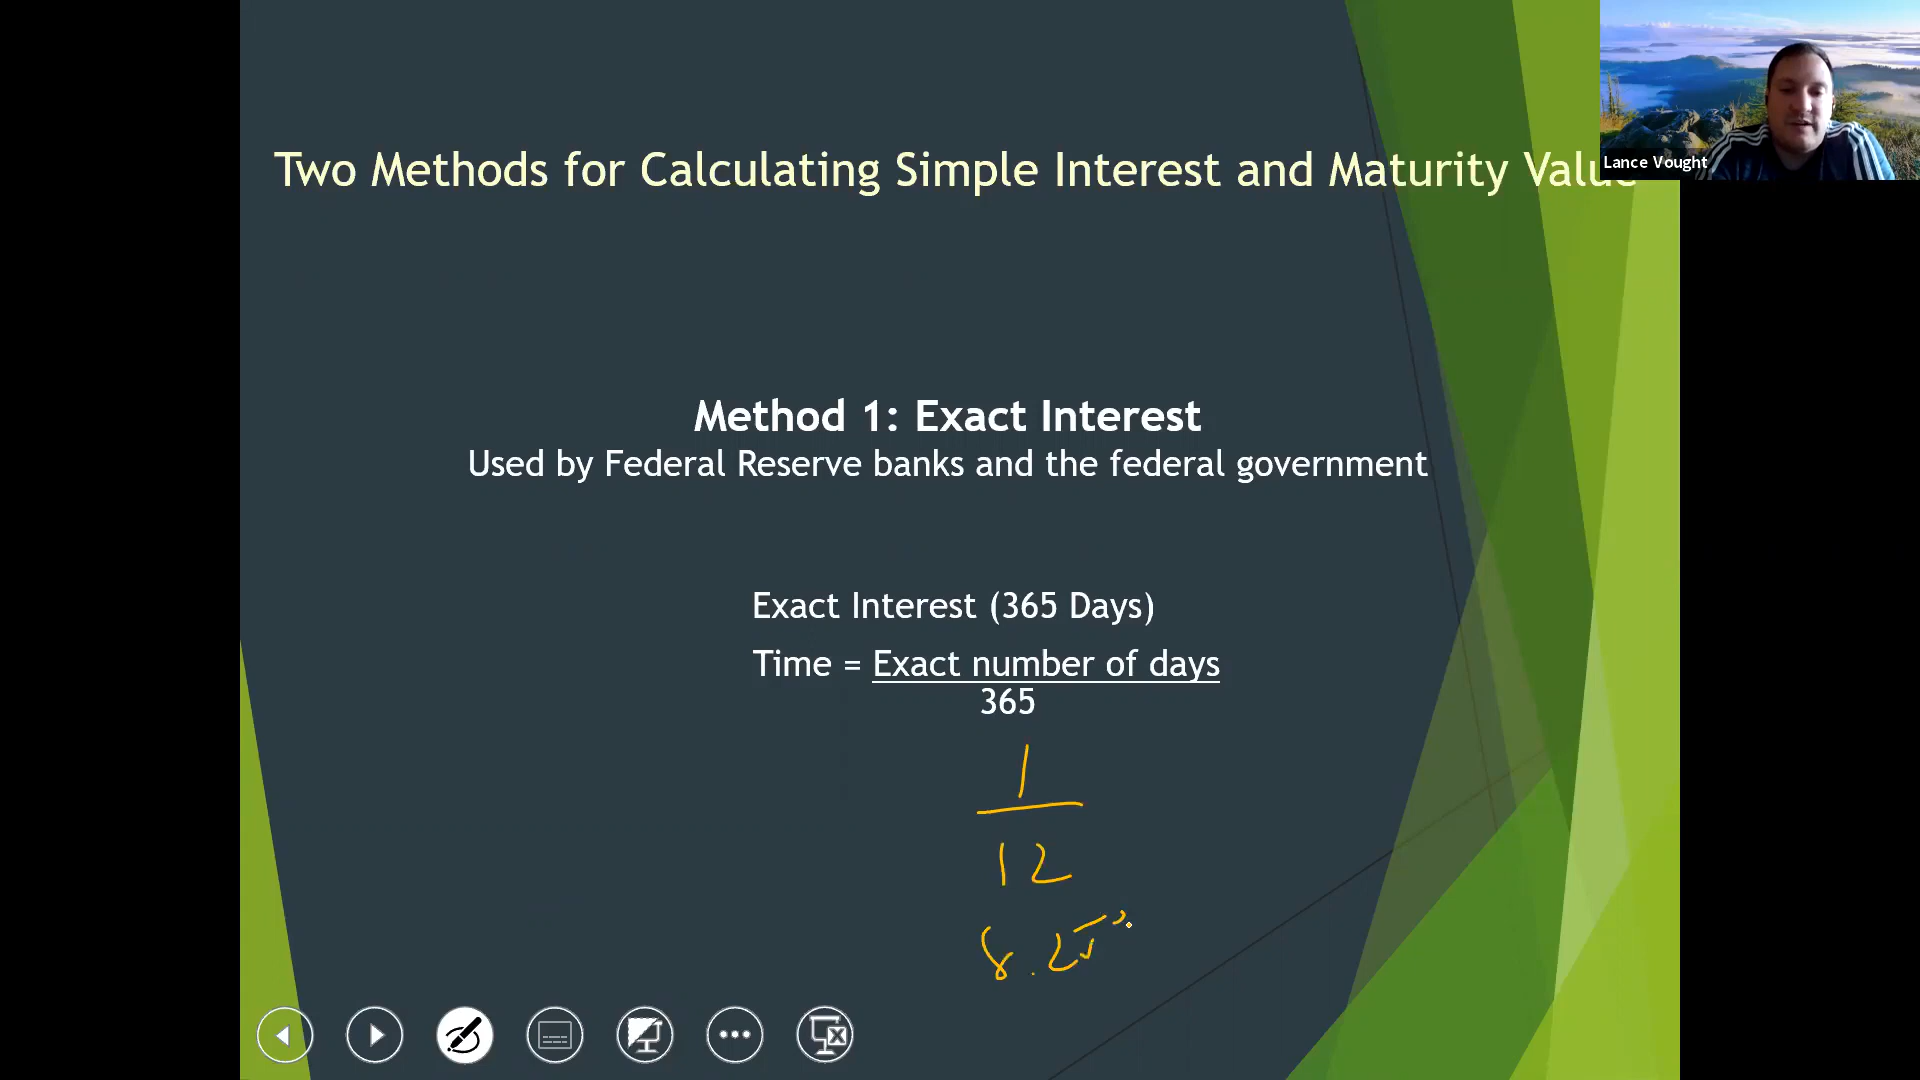 Two Methods for Calculating Simple Interest and Maturity Value
Lance Vought
Method 1: Exact Interest
Used by Federal Reserve banks and the federal government
Exact Interest (365 Days)
Time = Exact number of days
365
1
12
8.25